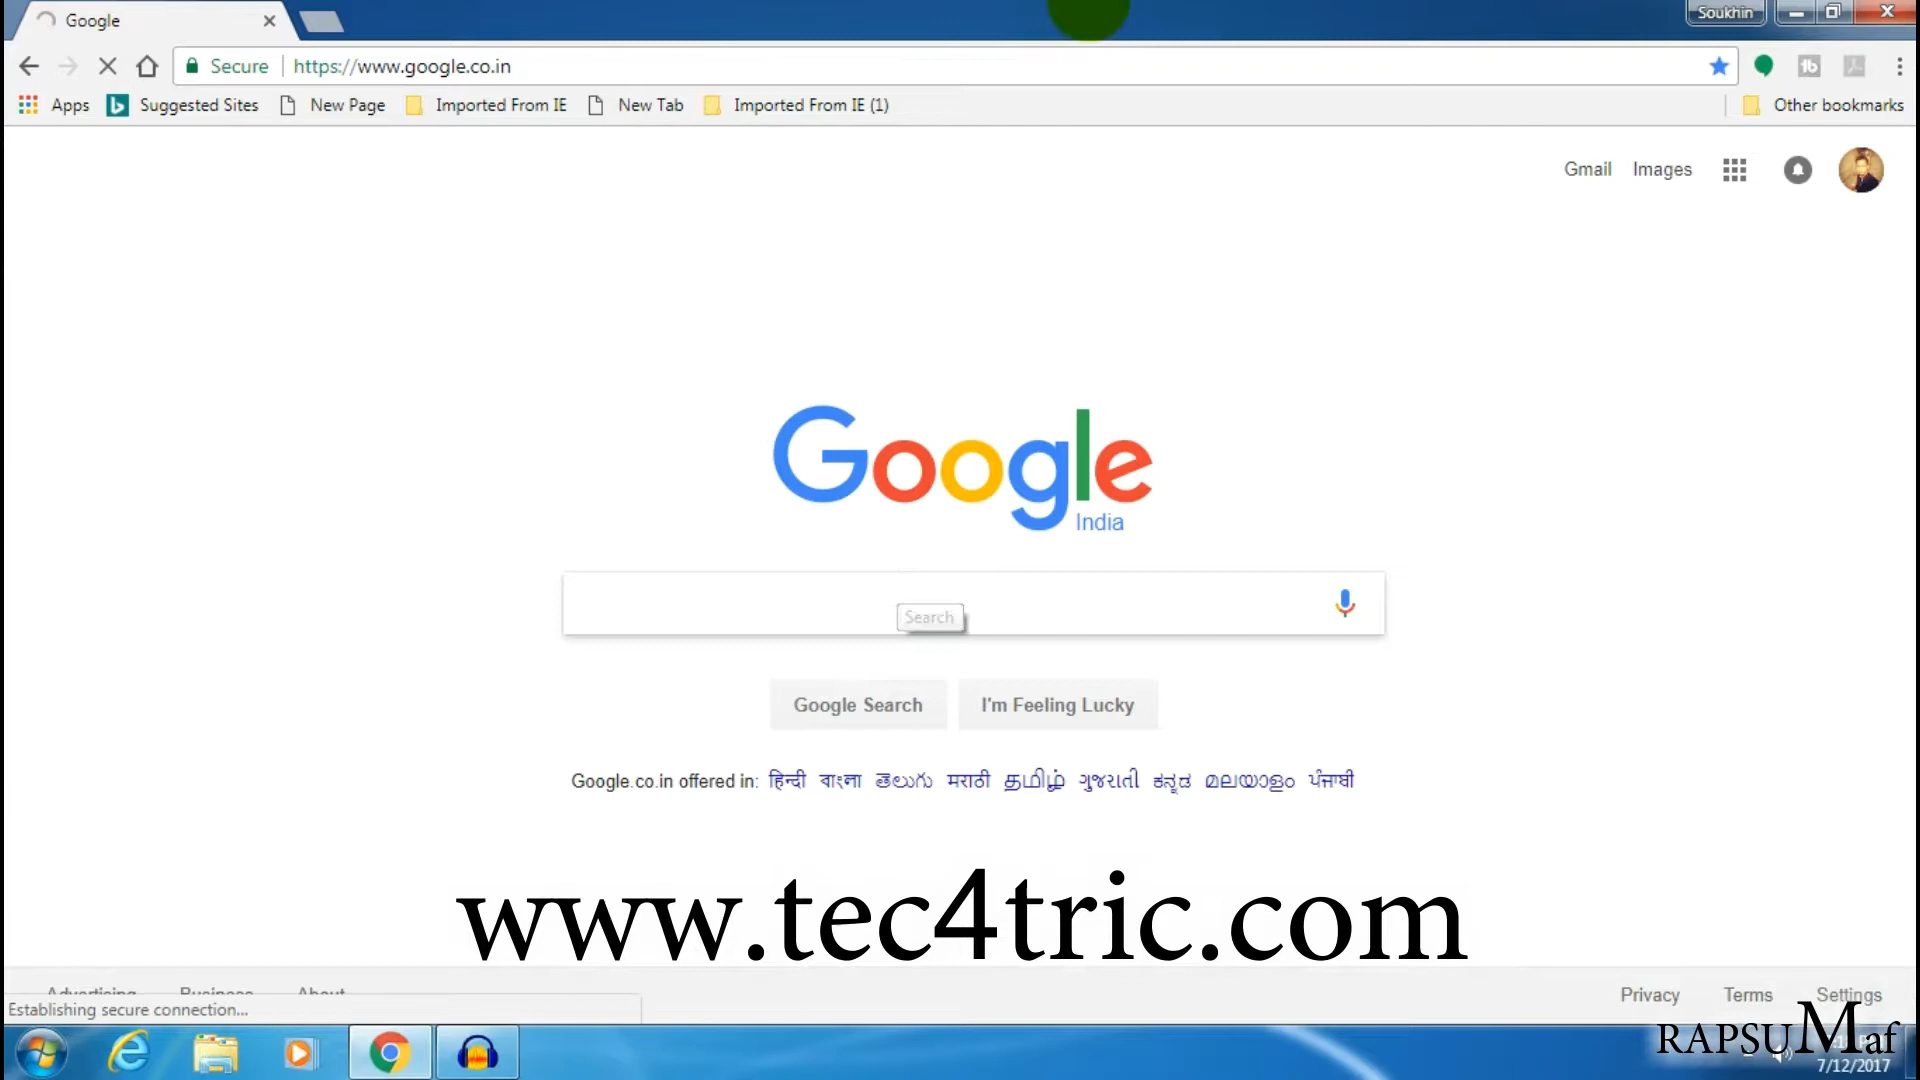 Google
Soukhin
Secure https://www.google.co.in
Apps Suggested Sites New Page Imported From IE New Tab Imported From IE (1) Other bookmarks
Gmail Images
Google
India
Search
Google Search I'm Feeling Lucky
Google.co.in offered in: हिन्दी বাংলা తెలుగు मराठी தமிழ் ગુજરાતી ಕನ್ನಡ മലയാളം ਪੰਜਾਬੀ
www.tec4tric.com
Advertising Business About Privacy Terms Settings
Establishing secure connection...
RAPSUMaf
7/12/2017